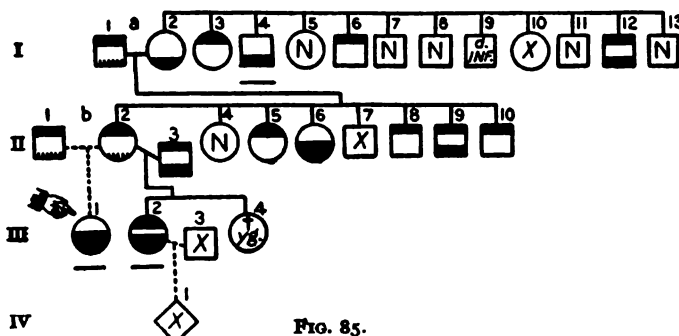 2 3 4 5 6 7 8 9 10 11 12 13
I 1 a N N N d. INF. X N N
1 b 2 3 4 5 6 7 8 9 10
II N X
1 2 3 4
III X yg.
1
IV X
FIG. 85.